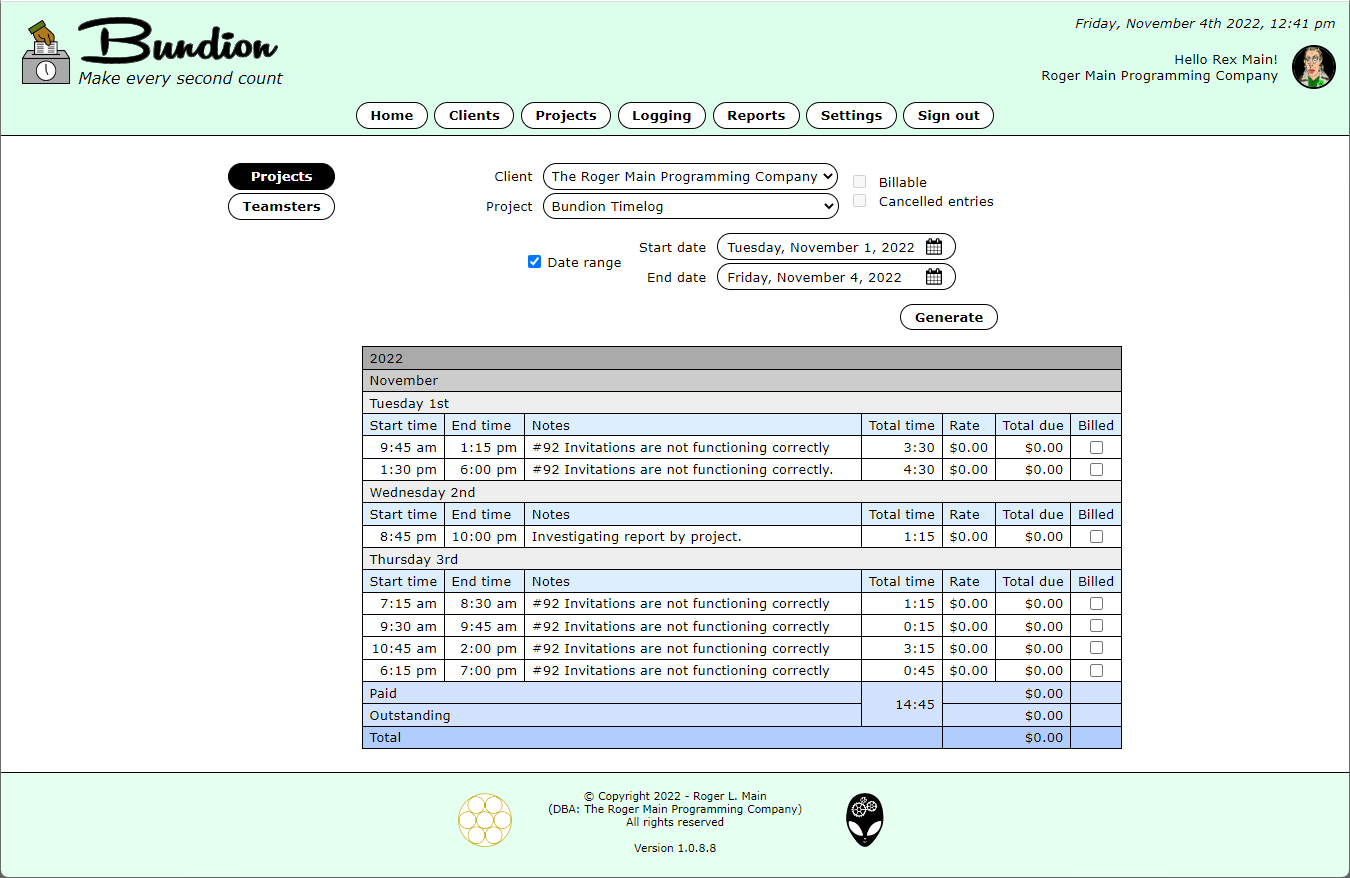 Bundion
Make every second count
Friday, November 4th 2022, 12:41 pm
Hello Rex Main!
Roger Main Programming Company
Home Clients Projects Logging Reports Settings Sign out
Projects
Teamsters
Client The Roger Main Programming Company
Project Bundion Timelog
Billable
Cancelled entries
Date range
Start date Tuesday, November 1, 2022
End date Friday, November 4, 2022
Generate
2022
November
Tuesday 1st
Start time End time Notes Total time Rate Total due Billed
9:45 am 1:15 pm #92 Invitations are not functioning correctly 3:30 $0.00 $0.00
1:30 pm 6:00 pm #92 Invitations are not functioning correctly. 4:30 $0.00 $0.00
Wednesday 2nd
Start time End time Notes Total time Rate Total due Billed
8:45 pm 10:00 pm Investigating report by project. 1:15 $0.00 $0.00
Thursday 3rd
Start time End time Notes Total time Rate Total due Billed
7:15 am 8:30 am #92 Invitations are not functioning correctly 1:15 $0.00 $0.00
9:30 am 9:45 am #92 Invitations are not functioning correctly 0:15 $0.00 $0.00
10:45 am 2:00 pm #92 Invitations are not functioning correctly 3:15 $0.00 $0.00
6:15 pm 7:00 pm #92 Invitations are not functioning correctly 0:45 $0.00 $0.00
Paid $0.00
14:45
Outstanding $0.00
Total $0.00
© Copyright 2022 - Roger L. Main
(DBA: The Roger Main Programming Company)
All rights reserved
Version 1.0.8.8